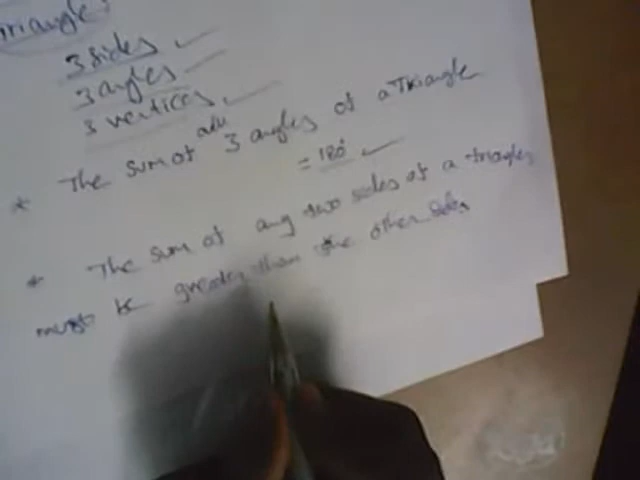 Triangle
3 sides
3 angles
3 vertices
* The sum of all 3 angles of a Triangle
= 180°
* The sum of any two sides of a triangles
must be greater than the other sides